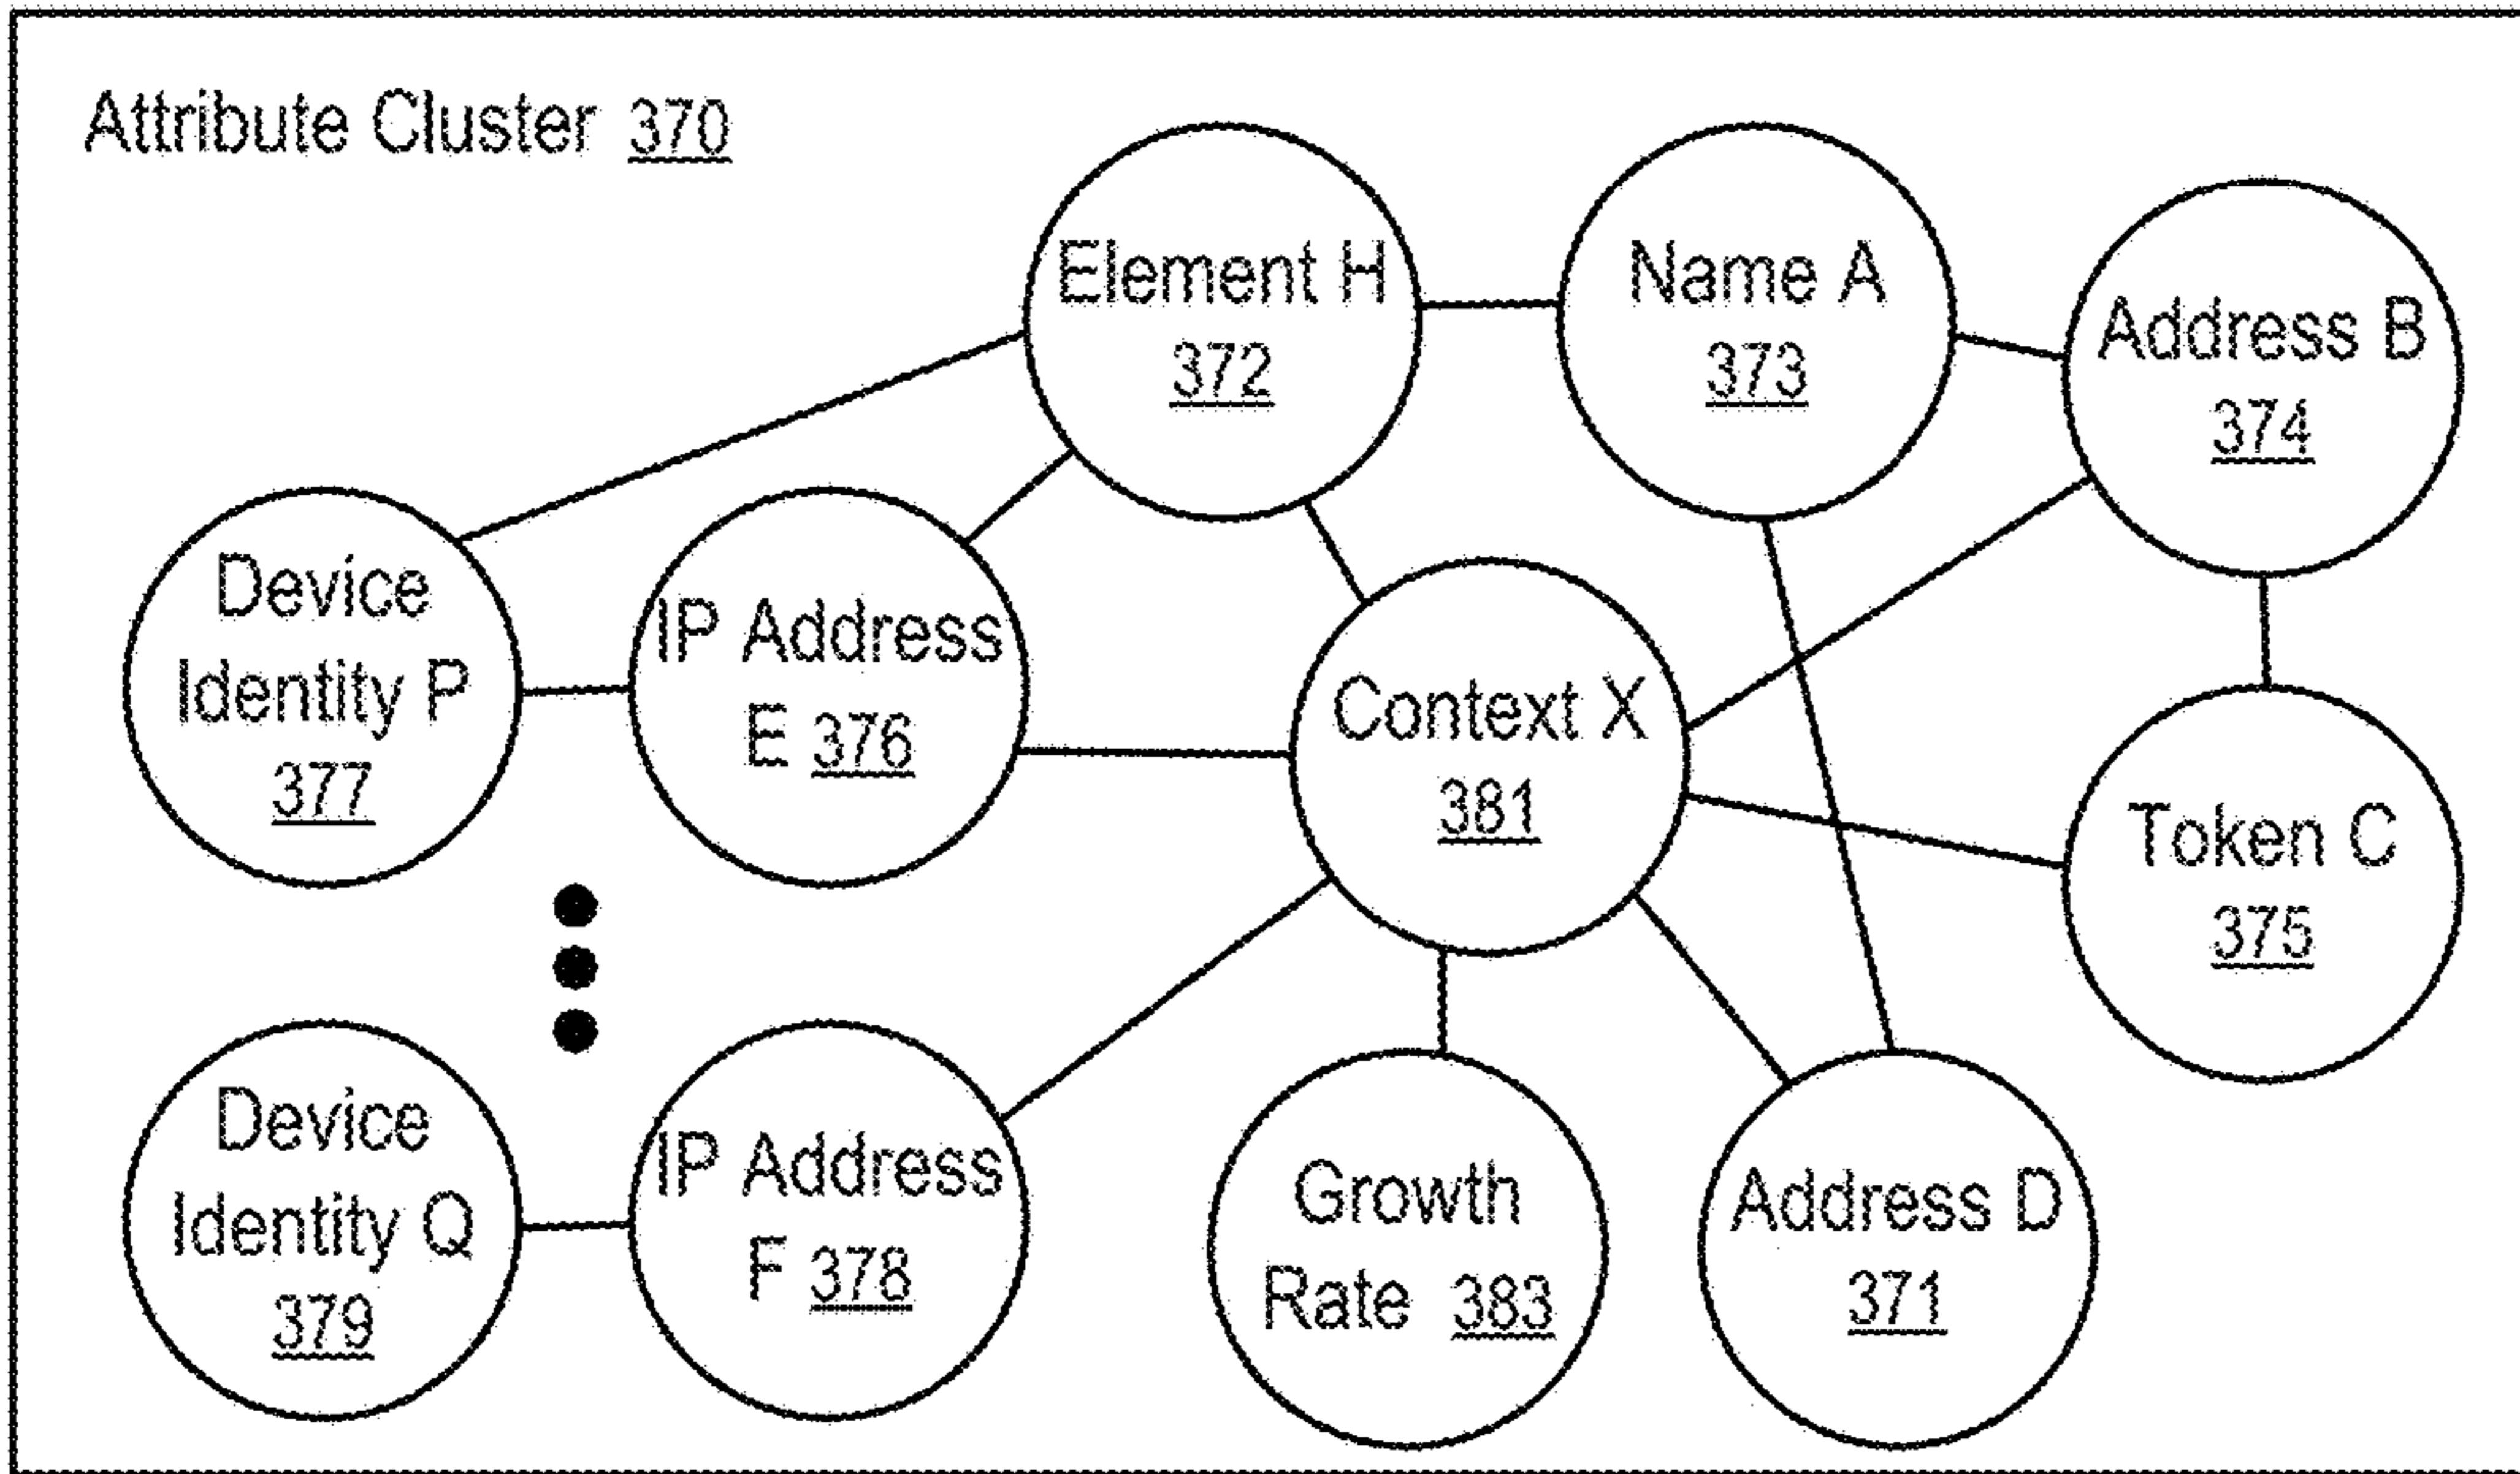 Attribute Cluster 370
Element H
372
Name A
373
Address B
374
Device
Identity P
377
IP Address
E 376
Context X
381
Token C
375
Device
Identity Q
379
IP Address
F 378
Growth
Rate 383
Address D
371